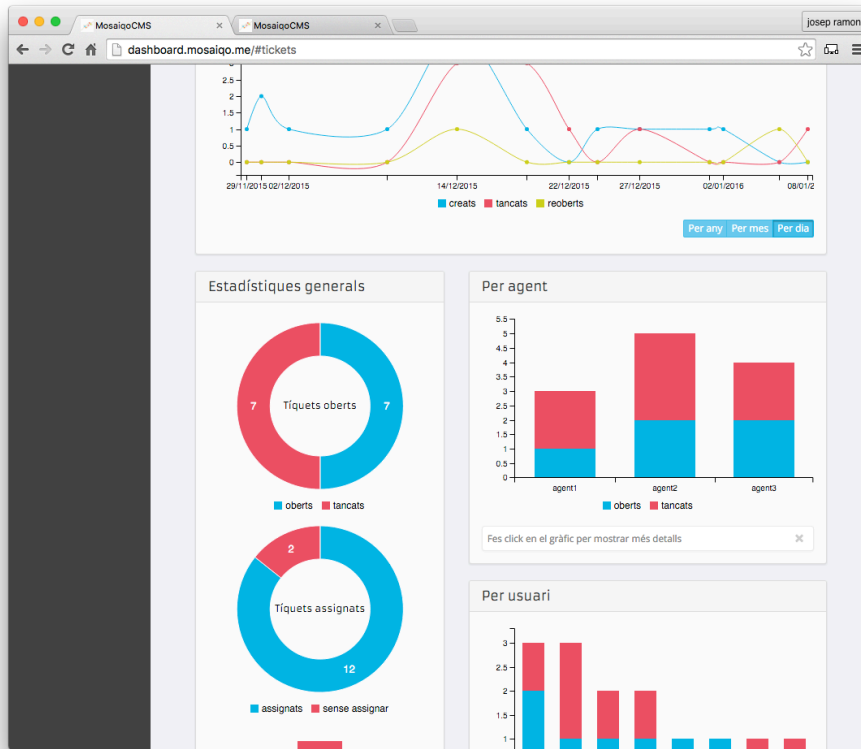 MosaiqoCMS
MosaiqoCMS
josep ramon
dashboard.mosaiqo.me/#tickets
2.5
2
1.5
1
0.5
0
29/11/2015 02/12/2015 14/12/2015 22/12/2015 27/12/2015 02/01/2016 08/01/2
creats tancats reoberts
Per any Per mes Per dia
Estadístiques generals
7 Tíquets oberts 7
oberts tancats
2
Tíquets assignats
12
assignats sense assignar
Per agent
5.5
5
4.5
4
3.5
3
2.5
2
1.5
1
0.5
0
agent1 agent2 agent3
oberts tancats
Fes click en el gràfic per mostrar més detalls
Per usuari
3
2.5
2
1.5
1